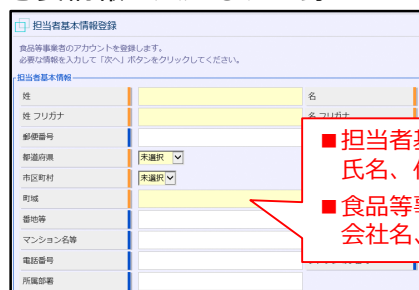 担当者基本情報登録
食品等事業者のアカウントを登録します。
必要な情報を入力して「次へ」ボタンをクリックしてください。
担当者基本情報
姓
名
姓 フリガナ
名 フリガナ
郵便番号
都道府県
未選択
市区町村
未選択
町域
番地等
マンション名等
電話番号
所属部署
■担当者
氏名、
■食品等
会社名、